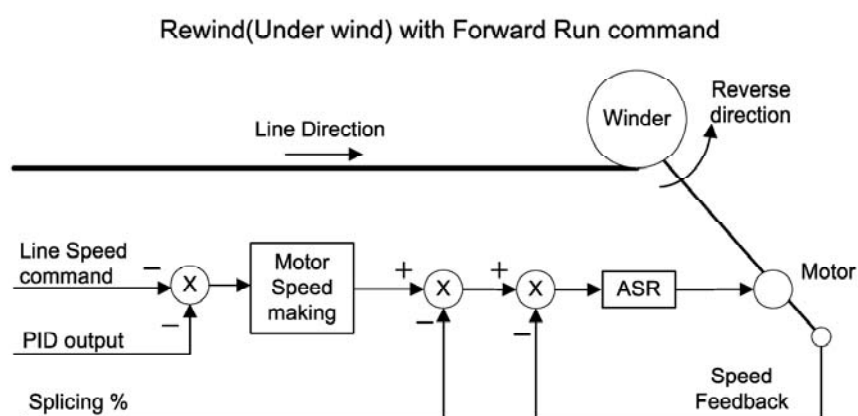 Rewind(Under wind) with Forward Run command
Winder
Reverse
direction
Line Direction
Line Speed
command
−
X
−
PID output
Motor
Speed
making
+
X
−
+
X
−
ASR
Motor
Splicing %
Speed
Feedback